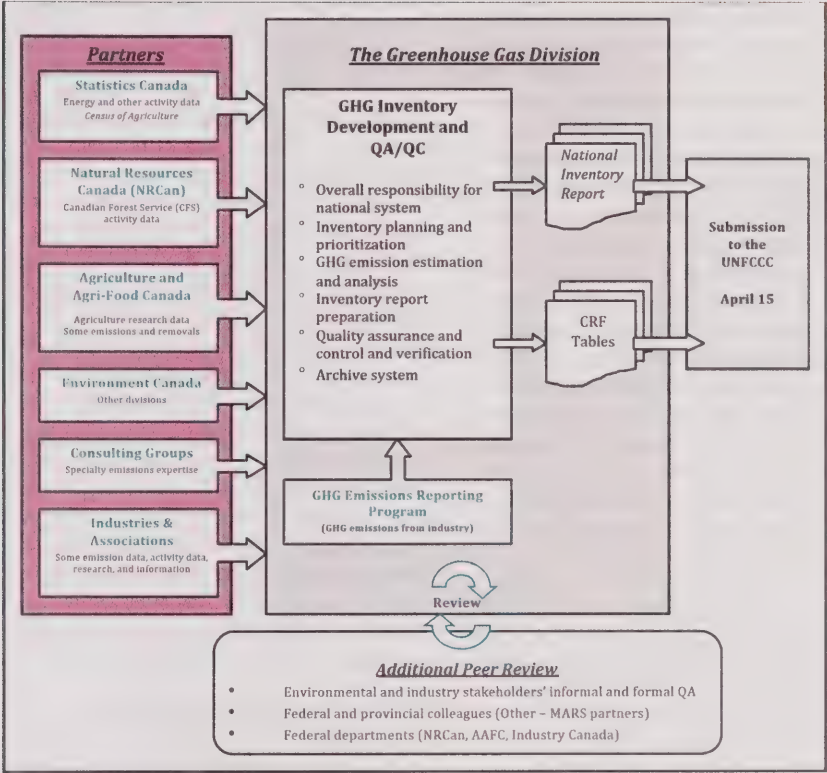 Partners
Statistics Canada
Energy and other activity data
Census of Agriculture
Natural Resources
Canada (NRCan)
Canadian Forest Service (CFS)
activity data
Agriculture and
Agri-Food Canada
Agriculture research data
Some emissions and removals
Environment Canada
Other divisions
Consulting Groups
Specialty emissions expertise
Industries &
Associations
Some emission data, activity data,
research, and information
The Greenhouse Gas Division
GHG Inventory
Development and
QA/QC
° Overall responsibility for
national system
° Inventory planning and
prioritization
° GHG emission estimation
and analysis
° Inventory report
preparation
° Quality assurance and
control and verification
° Archive system
GHG Emissions Reporting
Program
(GHG emissions from industry)
National
Inventory
Report
CRF
Tables
Submission
to the
UNFCCC
April 15
Review
Additional Peer Review
• Environmental and industry stakeholders' informal and formal QA
• Federal and provincial colleagues (Other – MARS partners)
• Federal departments (NRCan, AAFC, Industry Canada)